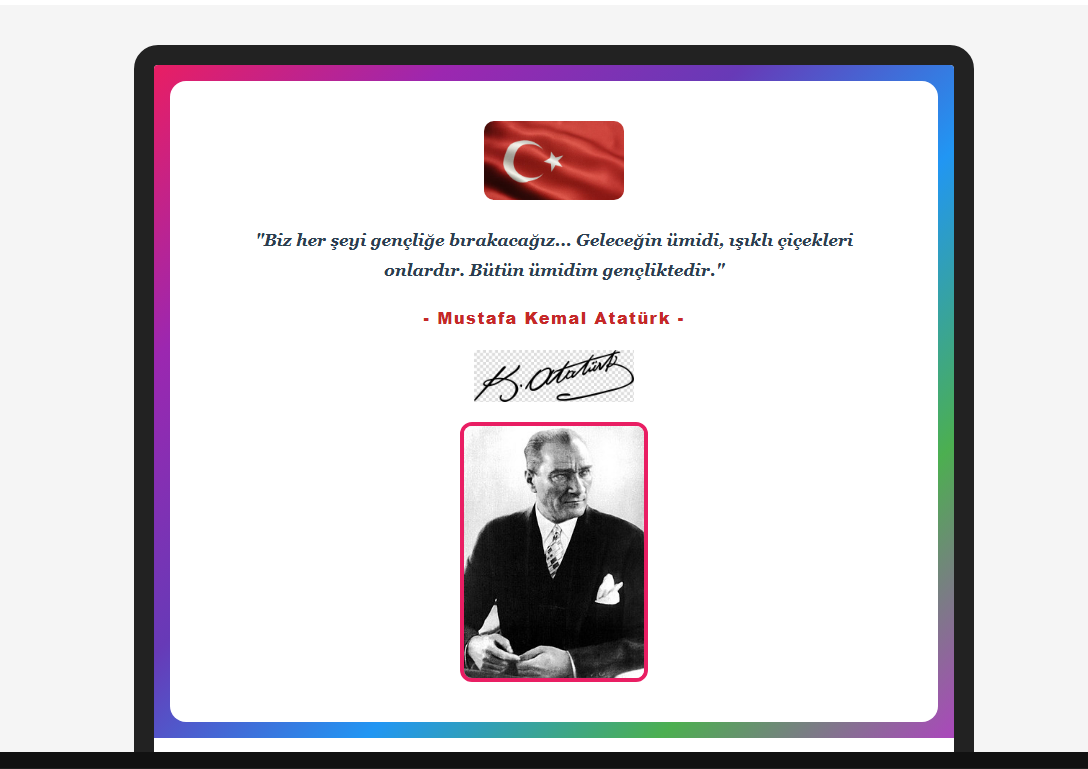 "Biz her şeyi gençliğe bırakacağız... Geleceğin ümidi, ışıklı çiçekleri
onlardır. Bütün ümidim gençliktedir."
- Mustafa Kemal Atatürk -
K. Atatürk